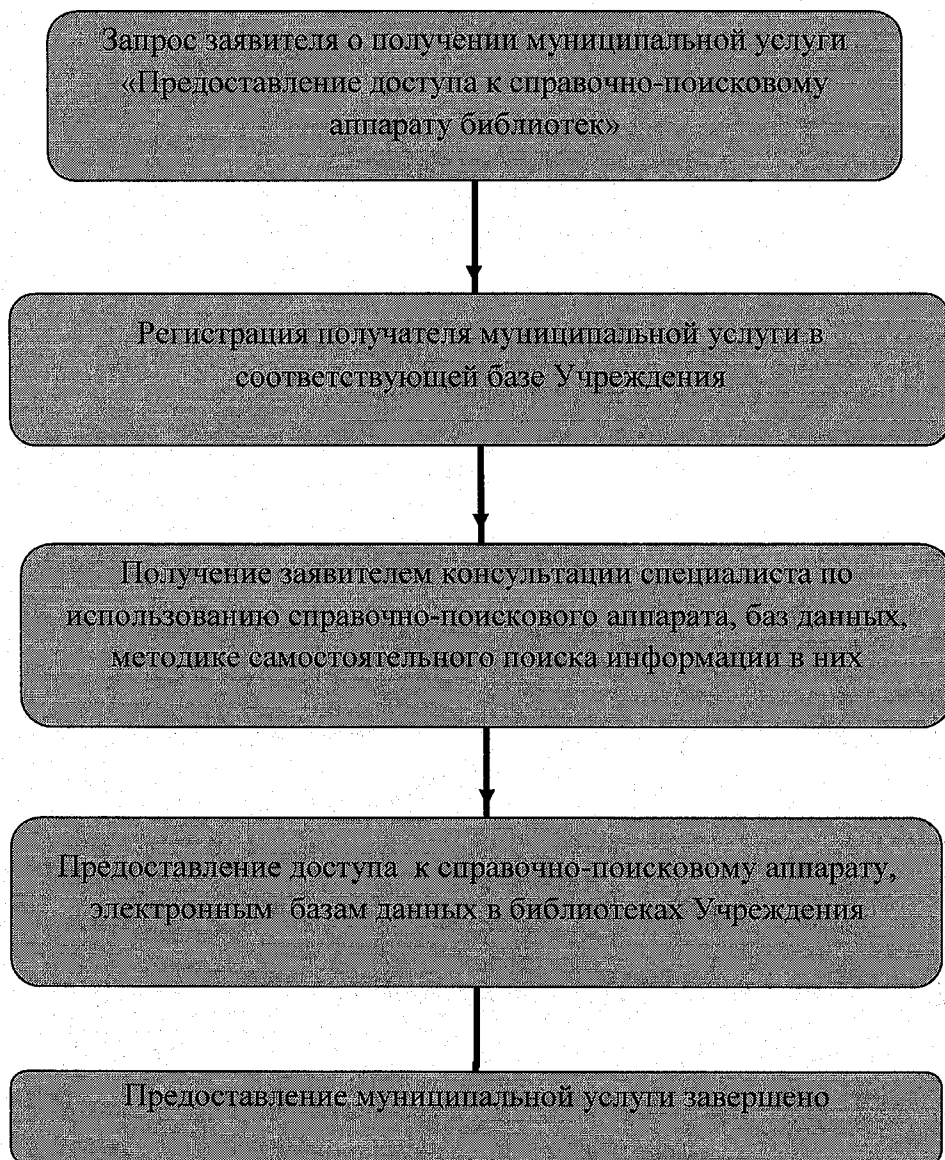 Запрос заявителя о получении муниципальной услуги
«Предоставление доступа к справочно-поисковому
аппарату библиотек»
Регистрация получателя муниципальной услуги в
соответствующей базе Учреждения
Получение заявителем консультации специалиста по
использованию справочно-поискового аппарата, баз данных,
методике самостоятельного поиска информации в них
Предоставление доступа к справочно-поисковому аппарату,
электронным базам данных в библиотеках Учреждения
Предоставление муниципальной услуги завершено